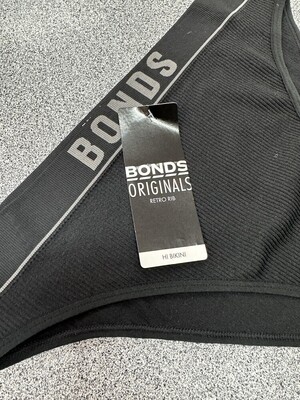 BONDS
BONDS
ORIGINALS
RETRO RIB
HI BIKINI